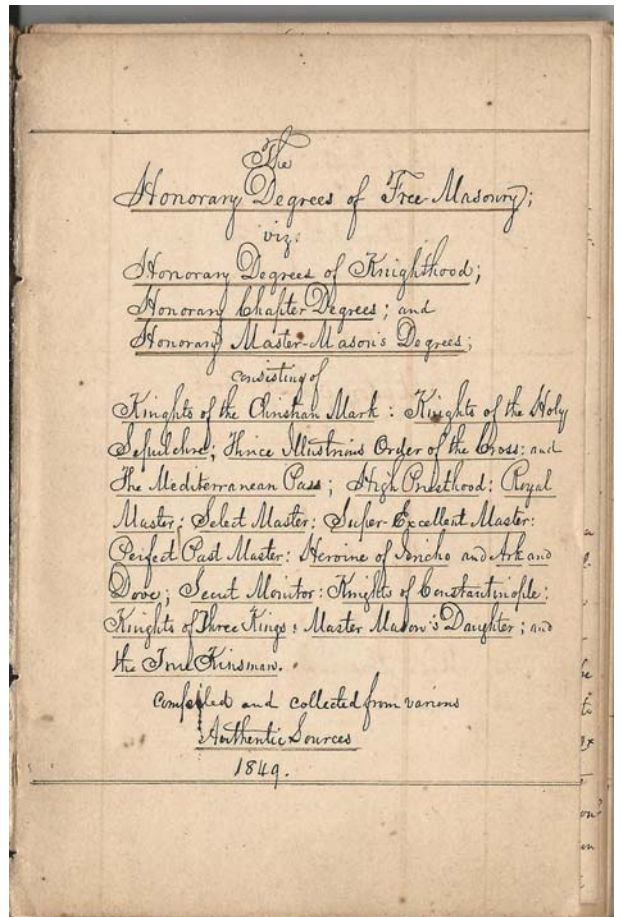 The
Honorary Degrees of Free-Masonry;
viz.
Honorary Degrees of Knighthood;
Honorary Chapter Degrees; and
Honorary Master-Mason's Degrees;
consisting of
Knights of the Christian Mark: Knights of the Holy
Sepulchre; Thrice Illustrious Order of the Cross: and
The Mediterranean Pass; High Priesthood: Royal
Master: Select Master: Super-Excellent Master:
Perfect Past Master: Heroine of Jericho and Ark and
Dove; Secret Monitor: Knights of Constantinople:
Knights of Three Kings: Master Mason's Daughter; and
the True Kinsman.
Compiled and collected from various
Authentic Sources
1849.